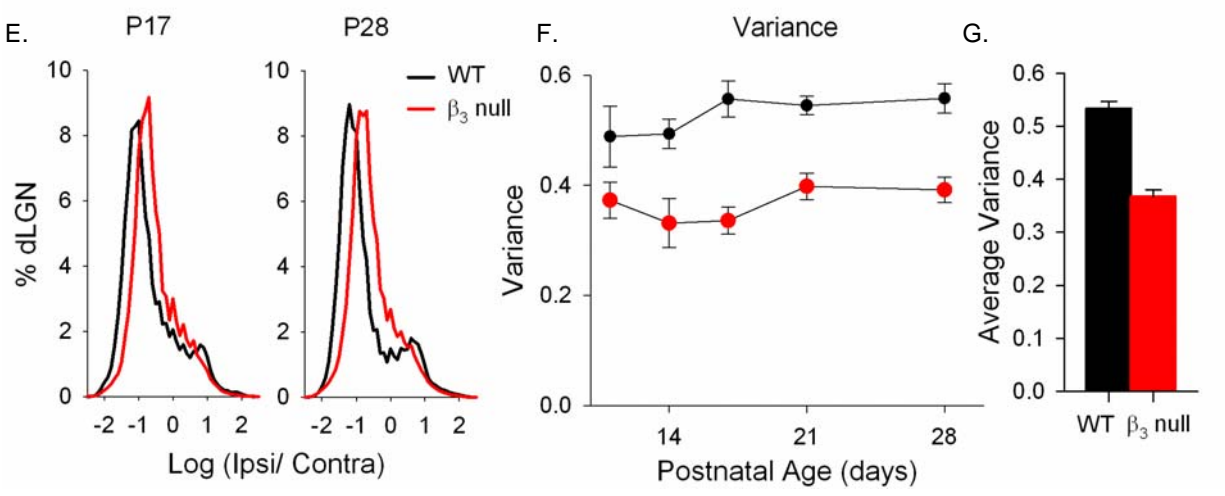 E.
P17
P28
WT
β3 null
% dLGN
10
8
6
4
2
0
-2 -1 0 1 2
10
8
6
4
2
0
-2 -1 0 1 2
Log (Ipsi/ Contra)
F.
Variance
Variance
0.6
0.4
0.2
0.0
14
21
28
Postnatal Age (days)
G.
Average Variance
0.6
0.5
0.4
0.3
0.2
0.1
0.0
WT β3 null